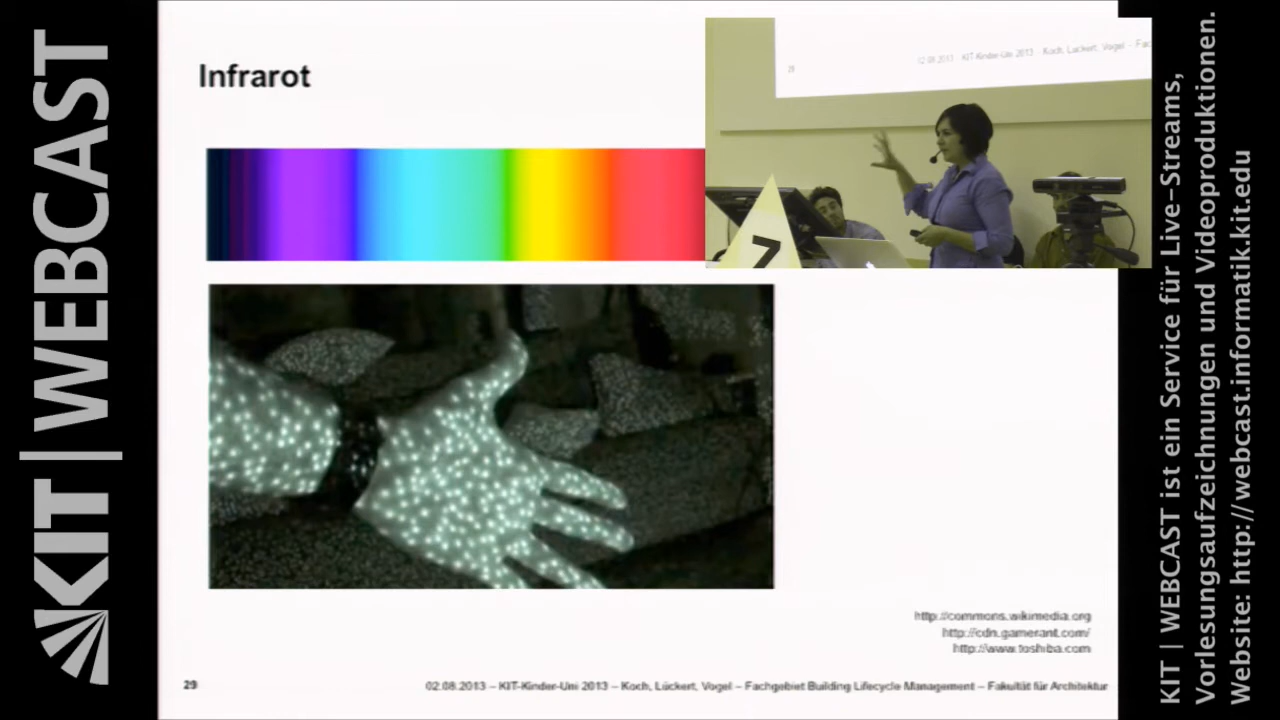 KIT | WEBCAST
Infrarot
02.08.2013 - KIT-Kinder-Uni 2013 - Koch, Lückert, Vogel - Fac
29
7
http://commons.wikimedia.org
http://cdn.gamerant.com/
http://www.toshiba.com
29
02.08.2013 – KIT-Kinder-Uni 2013 – Koch, Lückert, Vogel – Fachgebiet Building Lifecycle Management – Fakultät für Architektur
KIT | WEBCAST ist ein Service für Live-Streams,
Vorlesungsaufzeichnungen und Videoproduktionen.
Website: http://webcast.informatik.kit.edu